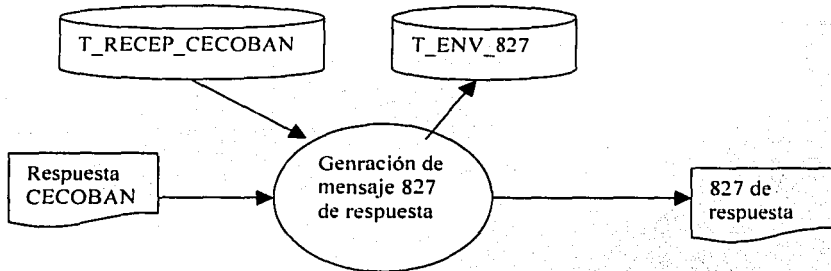 T_RECEP_CECOBAN
T_ENV_827
Respuesta
CECOBAN
Genración de
mensaje 827
de respuesta
827 de
respuesta